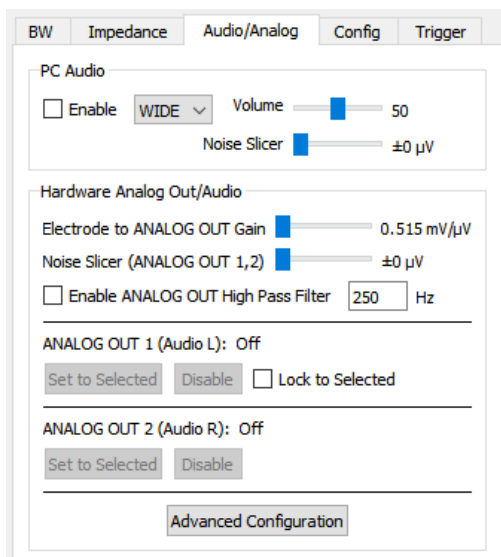 BW Impedance Audio/Analog Config Trigger
PC Audio
Enable WIDE Volume 50
Noise Slicer ±0 µV
Hardware Analog Out/Audio
Electrode to ANALOG OUT Gain 0.515 mV/µV
Noise Slicer (ANALOG OUT 1,2) ±0 µV
Enable ANALOG OUT High Pass Filter 250 Hz
ANALOG OUT 1 (Audio L): Off
Set to Selected Disable Lock to Selected
ANALOG OUT 2 (Audio R): Off
Set to Selected Disable
Advanced Configuration